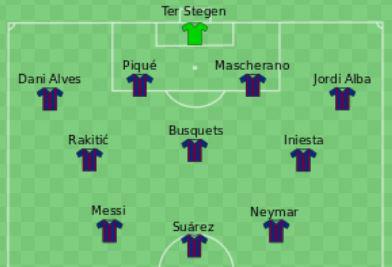 Ter Stegen
Piqué
Mascherano
Dani Alves
Jordi Alba
Busquets
Rakitić
Iniesta
Messi
Neymar
Suárez